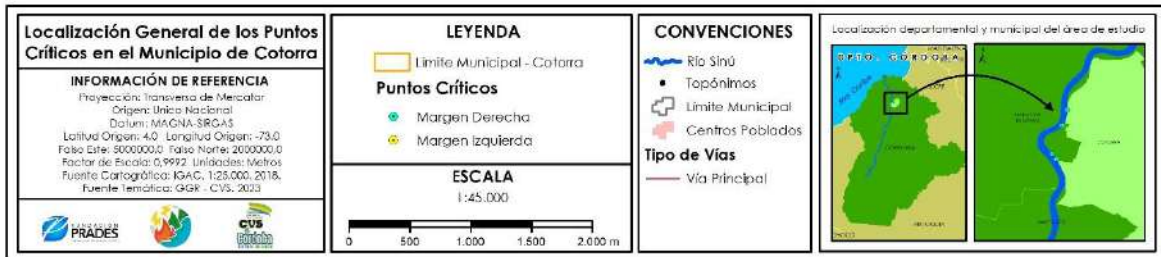 Localización General de los Puntos
Críticos en el Municipio de Cotorra
INFORMACIÓN DE REFERENCIA
Proyección: Transversa de Mercator
Origen: Unico Nacional
Datum: MAGNA-SIRGAS
Latitud Origen: 4.0 Longitud Origen: -73.0
Falso Este: 5000000,0 Falso Norte: 2000000,0
Factor de Escala: 0,9992 Unidades: Metros
Fuente Cartográfica: IGAC, 1:25.000, 2018.
Fuente Temática: GGR - CVS, 2023
FUNDACIÓN
PRADES
CVS
Córdoba
LEYENDA
Límite Municipal - Cotorra
Puntos Críticos
Margen Derecha
Margen Izquierda
ESCALA
1:45.000
0 500 1.000 1.500 2.000 m
CONVENCIONES
Río Sinú
Topónimos
Límite Municipal
Centros Poblados
Tipo de Vías
Vía Principal
Localización departamental y municipal del área de estudio
DPTO. CÓRDOBA
Mar Caribe